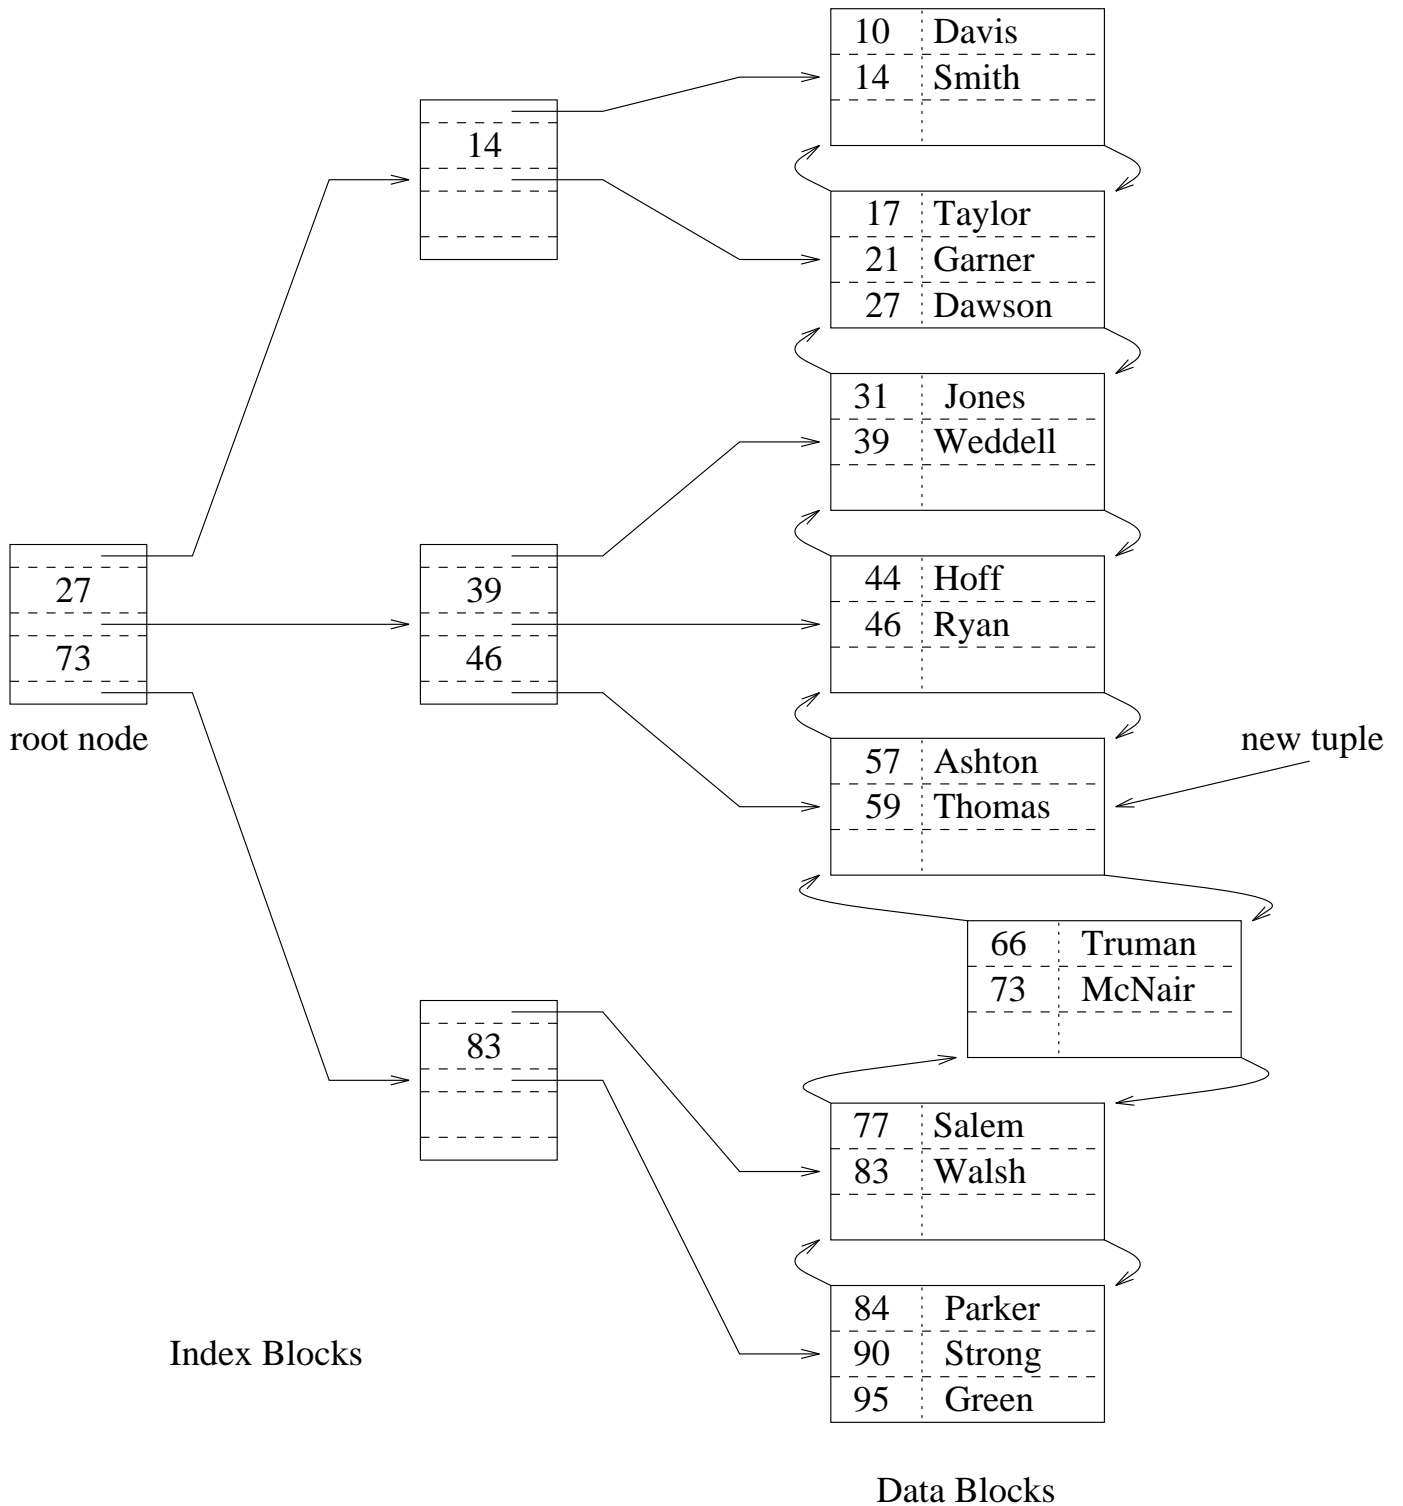 10 Davis
14 Smith
14
17 Taylor
21 Garner
27 Dawson
31 Jones
39 Weddell
27
73
root node
39
46
44 Hoff
46 Ryan
57 Ashton
59 Thomas
new tuple
66 Truman
73 McNair
83
77 Salem
83 Walsh
84 Parker
90 Strong
95 Green
Index Blocks
Data Blocks